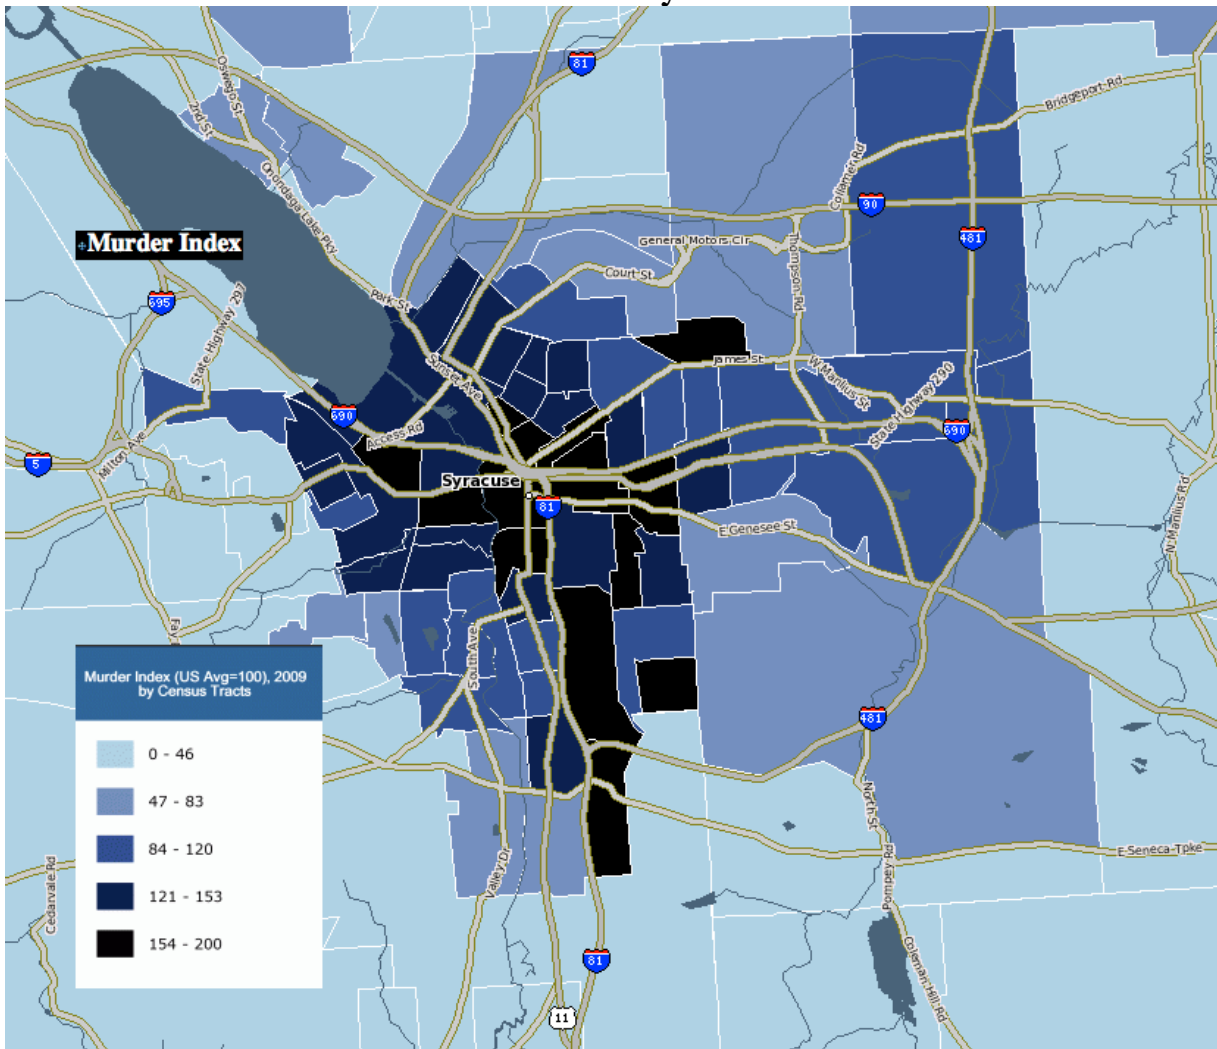 81
Oswego St
2nd St
Bridgeport Rd
Onondaga Lake Pky
Collamer Rd
90
Murder Index
General Motors Clr
Thompson Rd
481
Court St
695
State Highway 297
Park St
James St
Sunset Ave
W Manlius St
State Highway 290
690
Access Rd
690
Milton Ave
5
Syracuse
81
E Genesee St
N Manlius Rd
Fay
South Ave
Murder Index (US Avg=100), 2009
by Census Tracts
0 - 46
47 - 83
84 - 120
121 - 153
154 - 200
481
North St
E Seneca Tpke
Cedarvale Rd
Valley Dr
Pompey Rd
Coleman Hill Rd
81
11